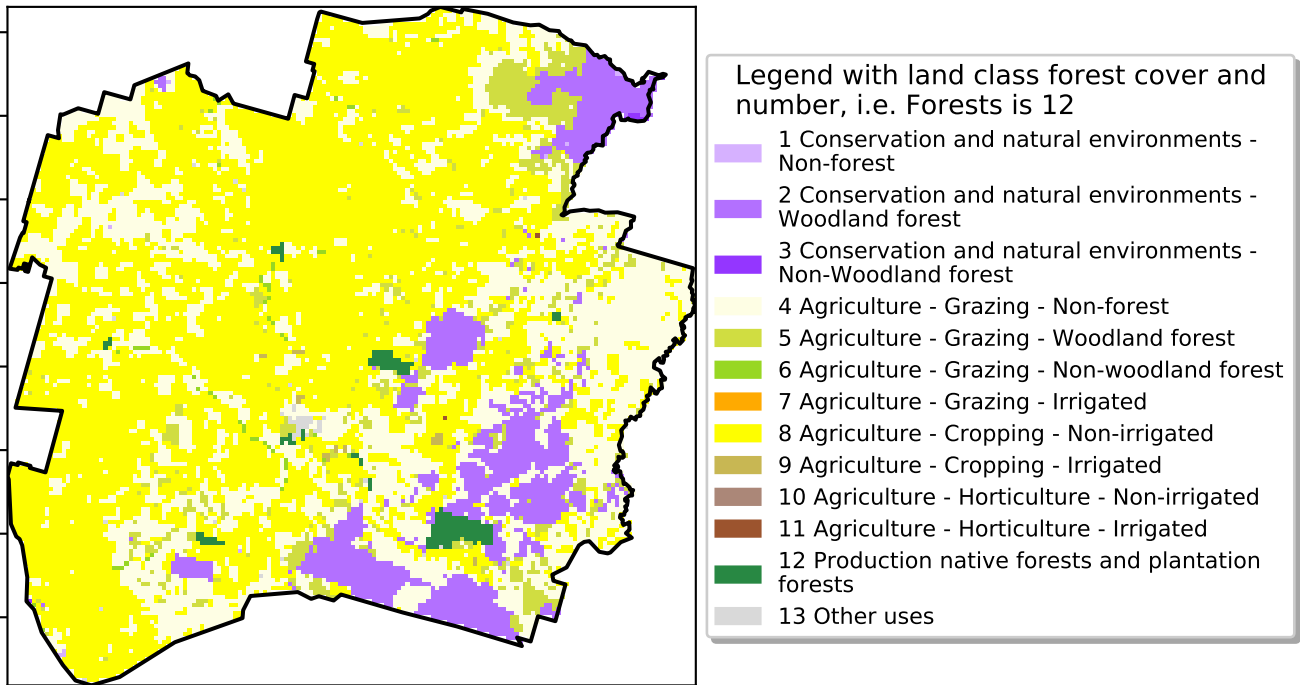 Legend with land class forest cover and
number, i.e. Forests is 12
1 Conservation and natural environments -
Non-forest
2 Conservation and natural environments -
Woodland forest
3 Conservation and natural environments -
Non-Woodland forest
4 Agriculture - Grazing - Non-forest
5 Agriculture - Grazing - Woodland forest
6 Agriculture - Grazing - Non-woodland forest
7 Agriculture - Grazing - Irrigated
8 Agriculture - Cropping - Non-irrigated
9 Agriculture - Cropping - Irrigated
10 Agriculture - Horticulture - Non-irrigated
11 Agriculture - Horticulture - Irrigated
12 Production native forests and plantation
forests
13 Other uses